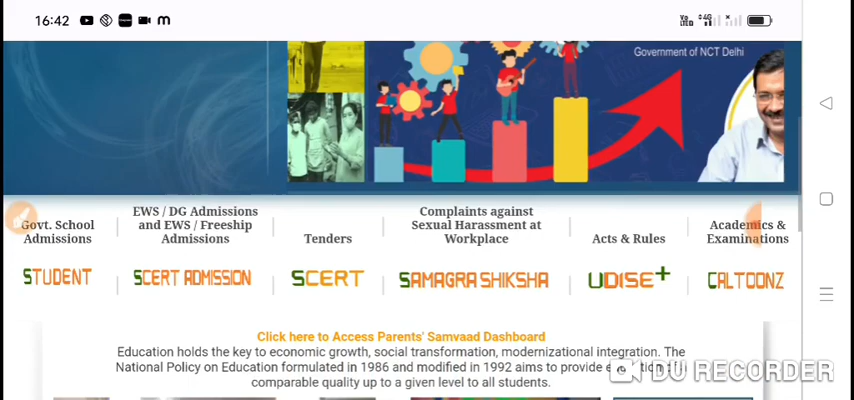 16:42
Vo LTE 4G
Government of NCT Delhi
Govt. School
Admissions
EWS / DG Admissions
and EWS / Freeship
Admissions
Tenders
Complaints against
Sexual Harassment at
Workplace
Acts & Rules
Academics &
Examinations
STUDENT
SCERT ADMISSION
SCERT
SAMAGRA SHIKSHA
UDISE+
CALTOONZ
Click here to Access Parents' Samvaad Dashboard
Education holds the key to economic growth, social transformation, modernizational integration. The
National Policy on Education formulated in 1986 and modified in 1992 aims to provide
comparable quality up to a given level to all students.
DU RECORDER